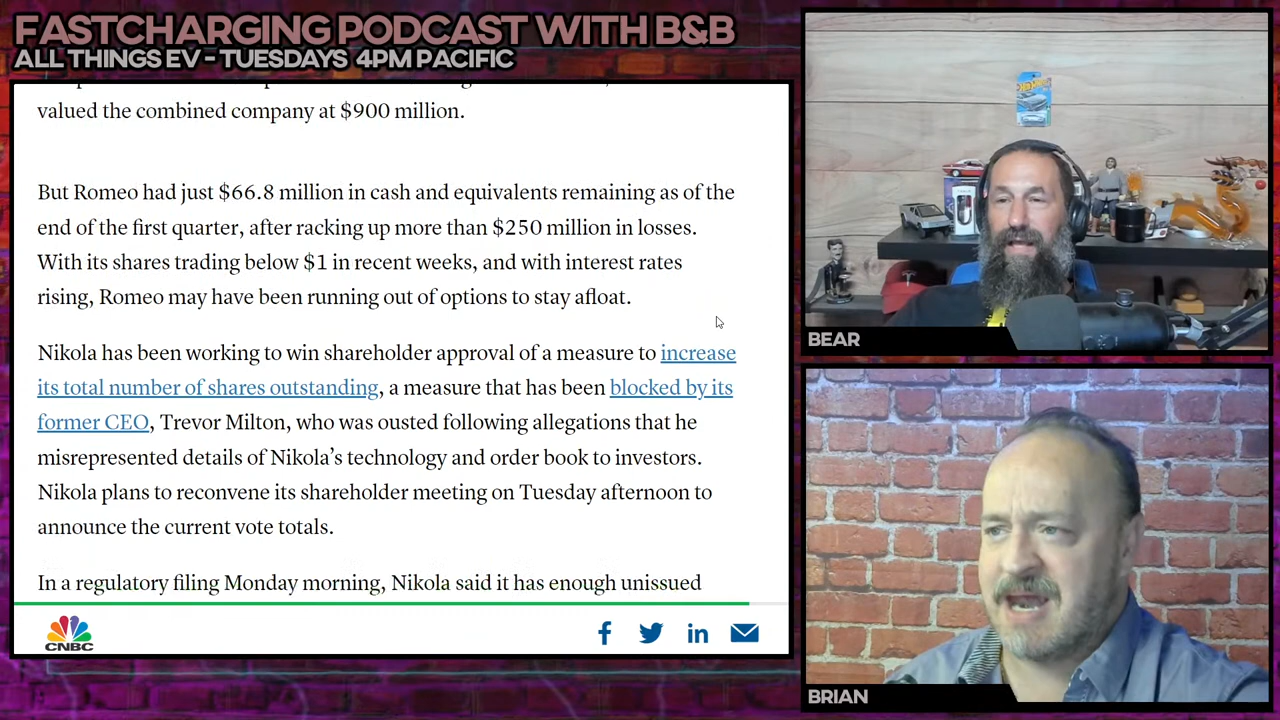 FASTCHARGING PODCAST WITH B&B
ALL THINGS EV - TUESDAYS 4PM PACIFIC
valued the combined company at $900 million.
But Romeo had just $66.8 million in cash and equivalents remaining as of the
end of the first quarter, after racking up more than $250 million in losses.
With its shares trading below $1 in recent weeks, and with interest rates
rising, Romeo may have been running out of options to stay afloat.
Nikola has been working to win shareholder approval of a measure to increase
its total number of shares outstanding, a measure that has been blocked by its
former CEO, Trevor Milton, who was ousted following allegations that he
misrepresented details of Nikola’s technology and order book to investors.
Nikola plans to reconvene its shareholder meeting on Tuesday afternoon to
announce the current vote totals.
In a regulatory filing Monday morning, Nikola said it has enough unissued
CNBC
BEAR
BRIAN